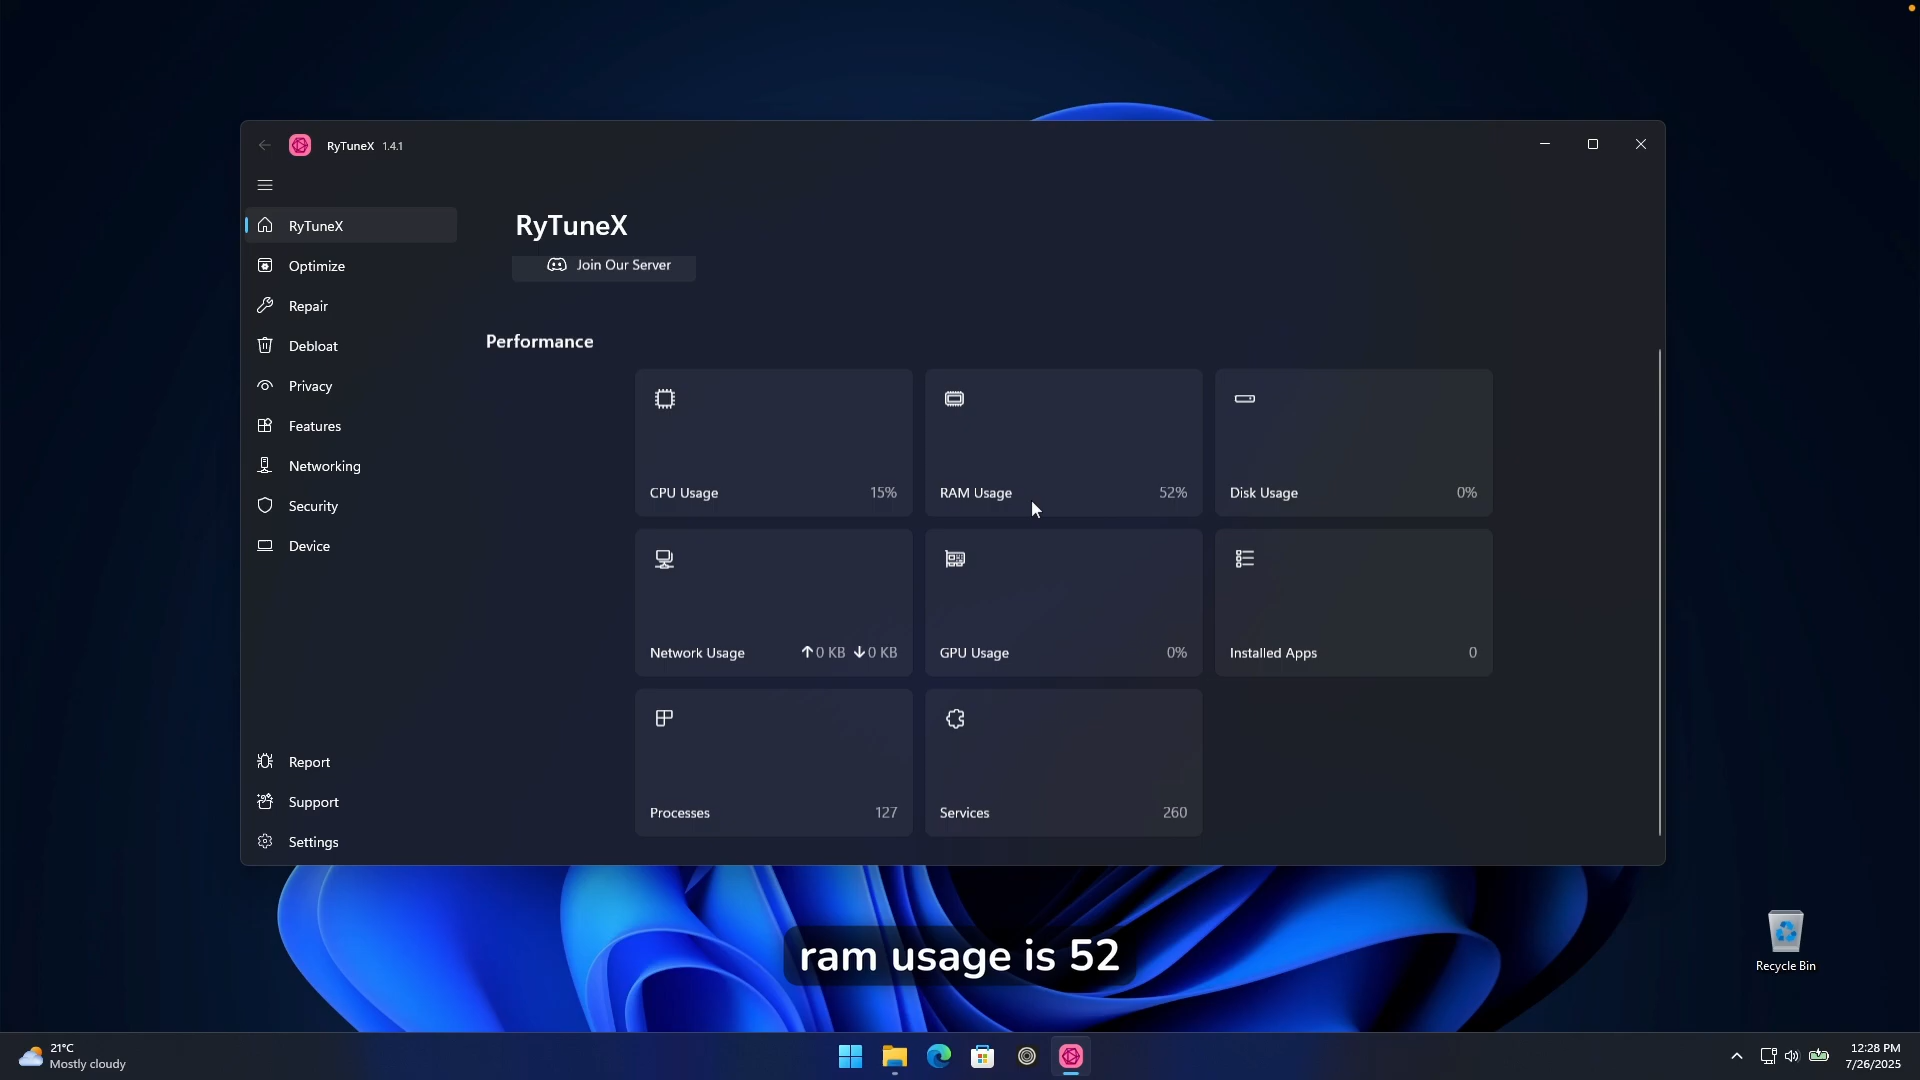 RyTuneX 1.4.1
RyTuneX
Optimize
Repair
Debloat
Privacy
Features
Networking
Security
Device
Report
Support
Settings
RyTuneX
Join Our Server
Performance
CPU Usage 15%
RAM Usage 52%
Disk Usage 0%
Network Usage ↑0 KB ↓0 KB
GPU Usage 0%
Installed Apps 0
Processes 127
Services 260
ram usage is 52
Recycle Bin
21°C
Mostly cloudy
12:28 PM
7/26/2025